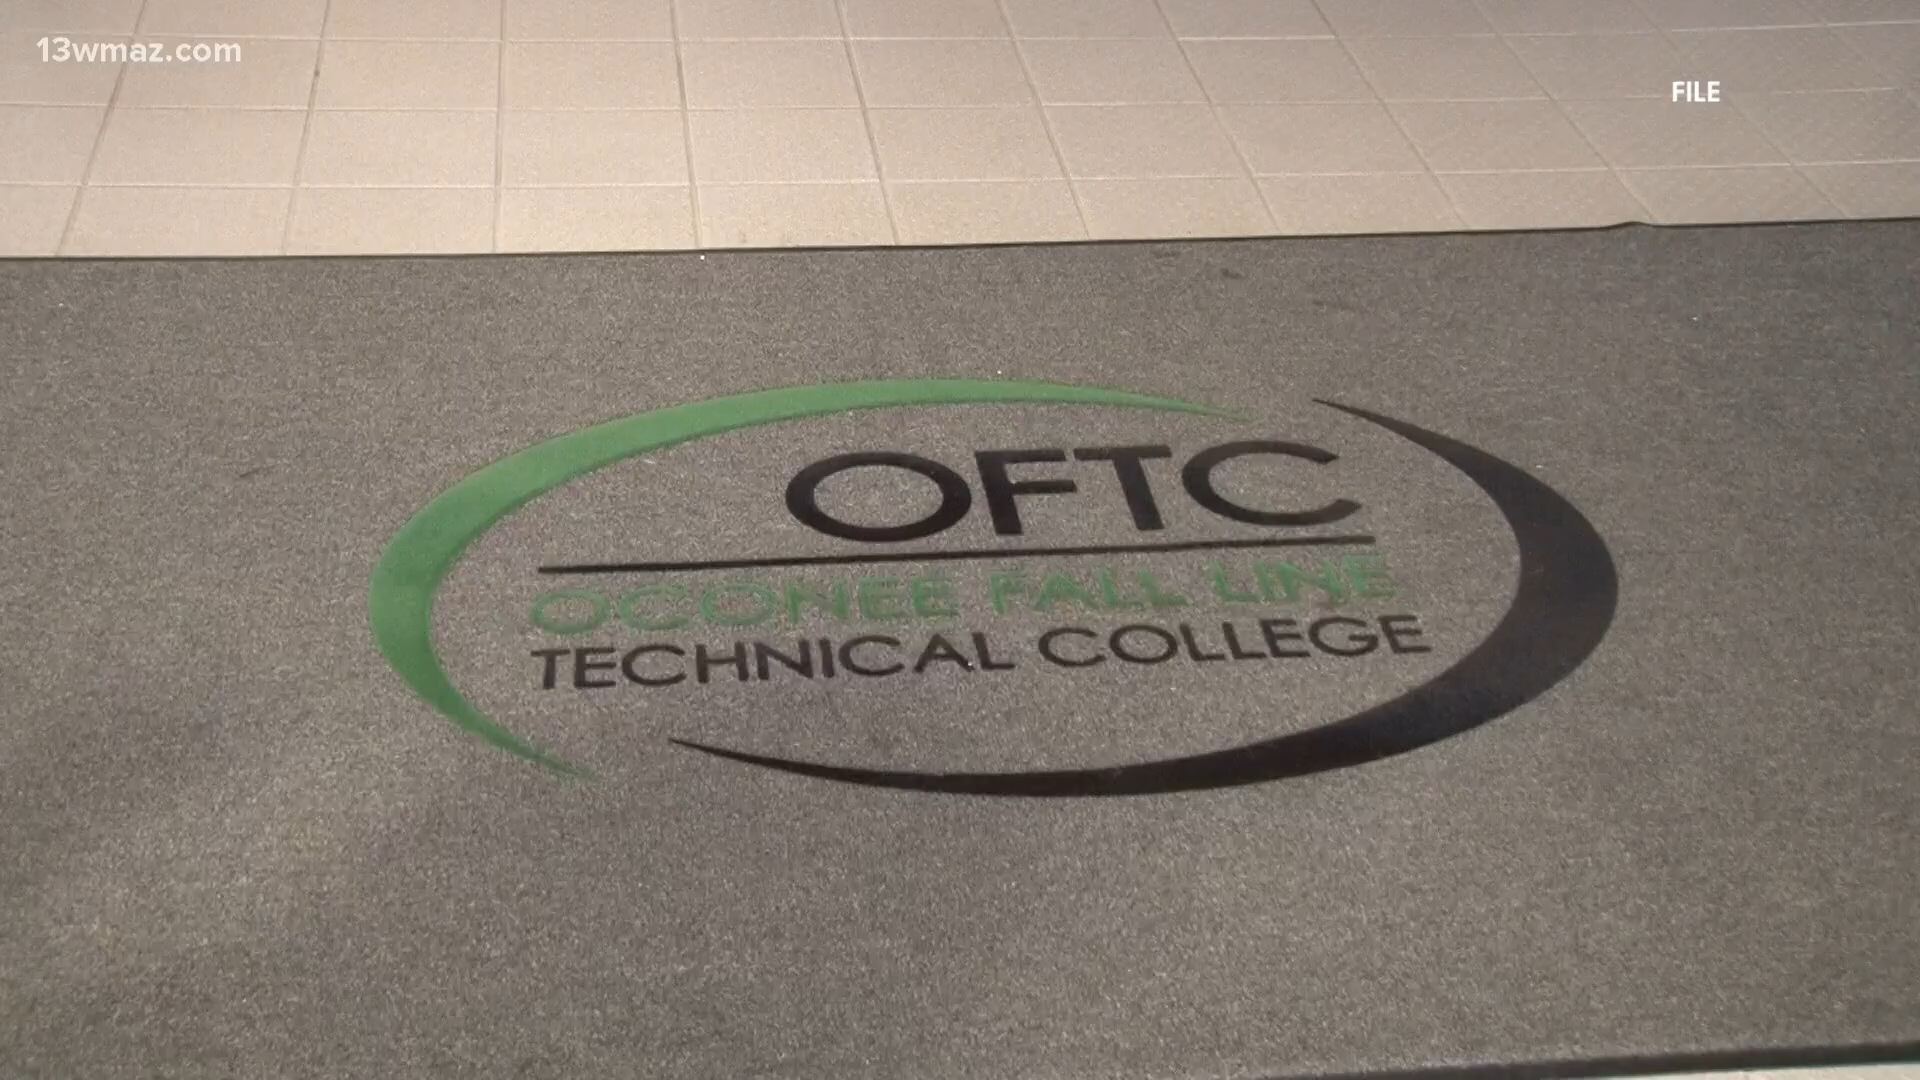 13wmaz.com
FILE
OFTC
OCONEE FALL LINE
TECHNICAL COLLEGE